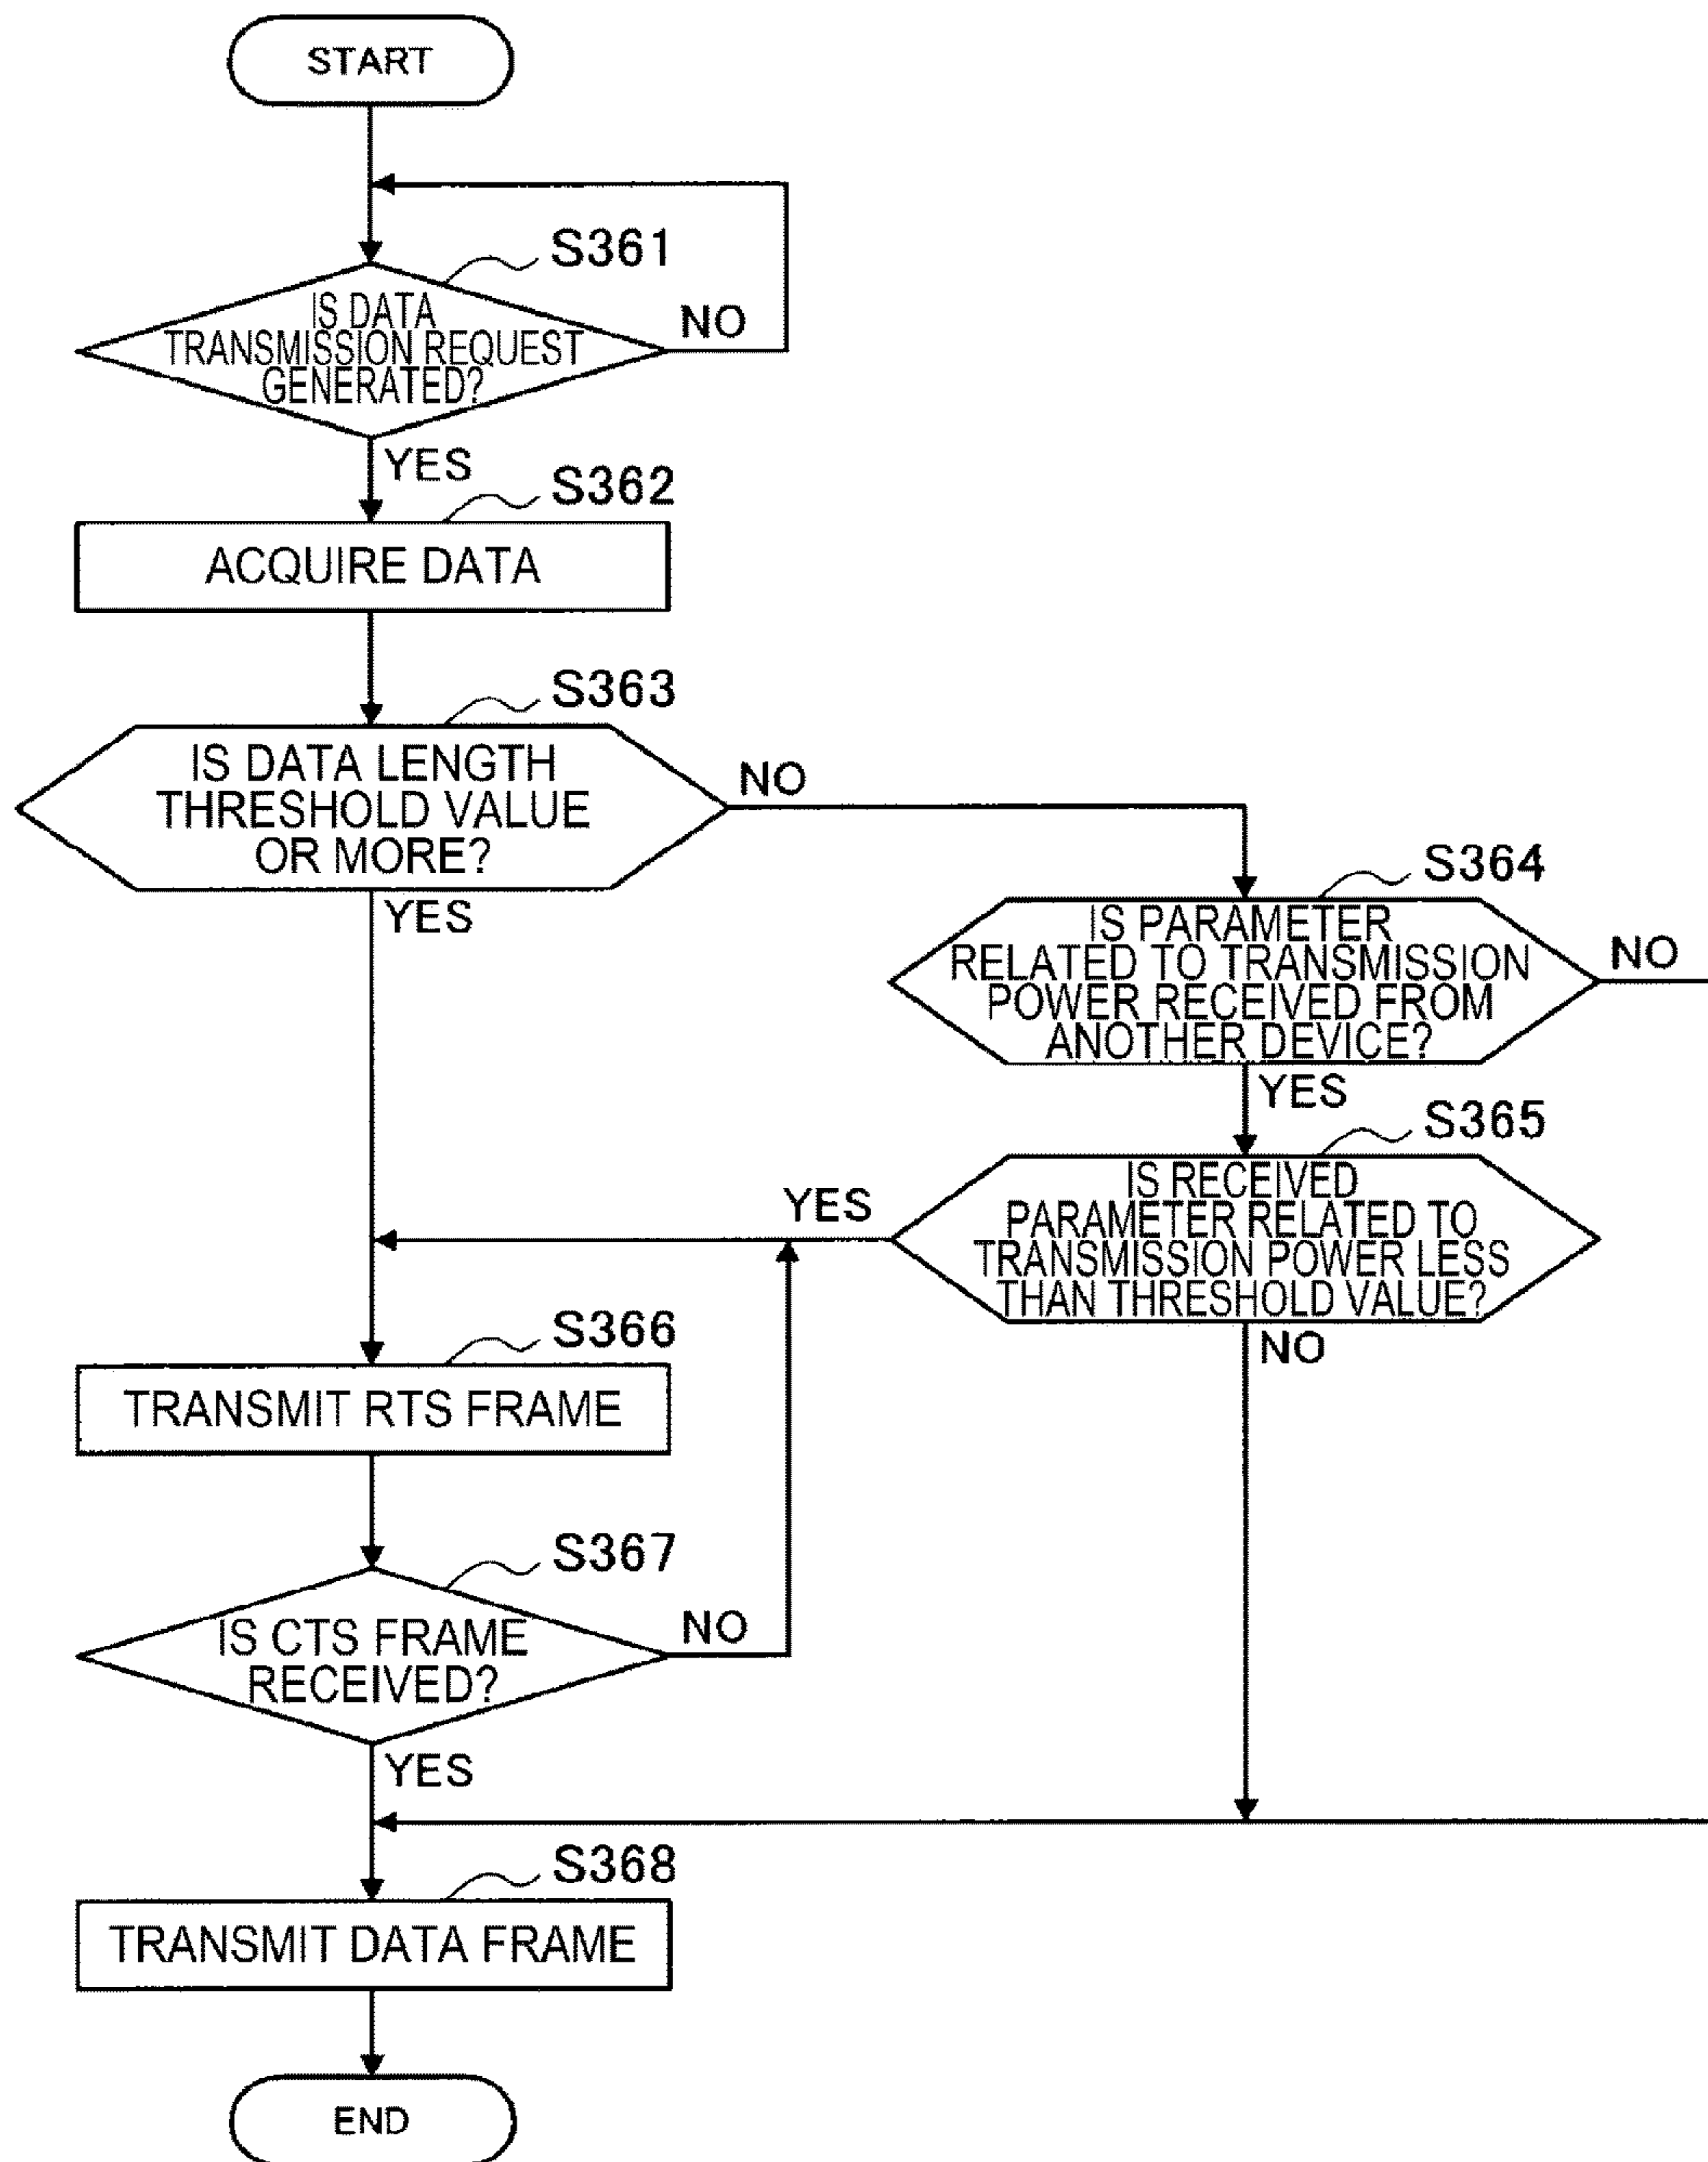 START
S361
IS DATA
TRANSMISSION REQUEST
GENERATED?
NO
YES
S362
ACQUIRE DATA
S363
IS DATA LENGTH
THRESHOLD VALUE
OR MORE?
NO
YES
S364
IS PARAMETER
RELATED TO TRANSMISSION
POWER RECEIVED FROM
ANOTHER DEVICE?
NO
YES
S365
IS RECEIVED
PARAMETER RELATED TO
TRANSMISSION POWER LESS
THAN THRESHOLD VALUE?
YES
NO
S366
TRANSMIT RTS FRAME
S367
IS CTS FRAME
RECEIVED?
NO
YES
S368
TRANSMIT DATA FRAME
END